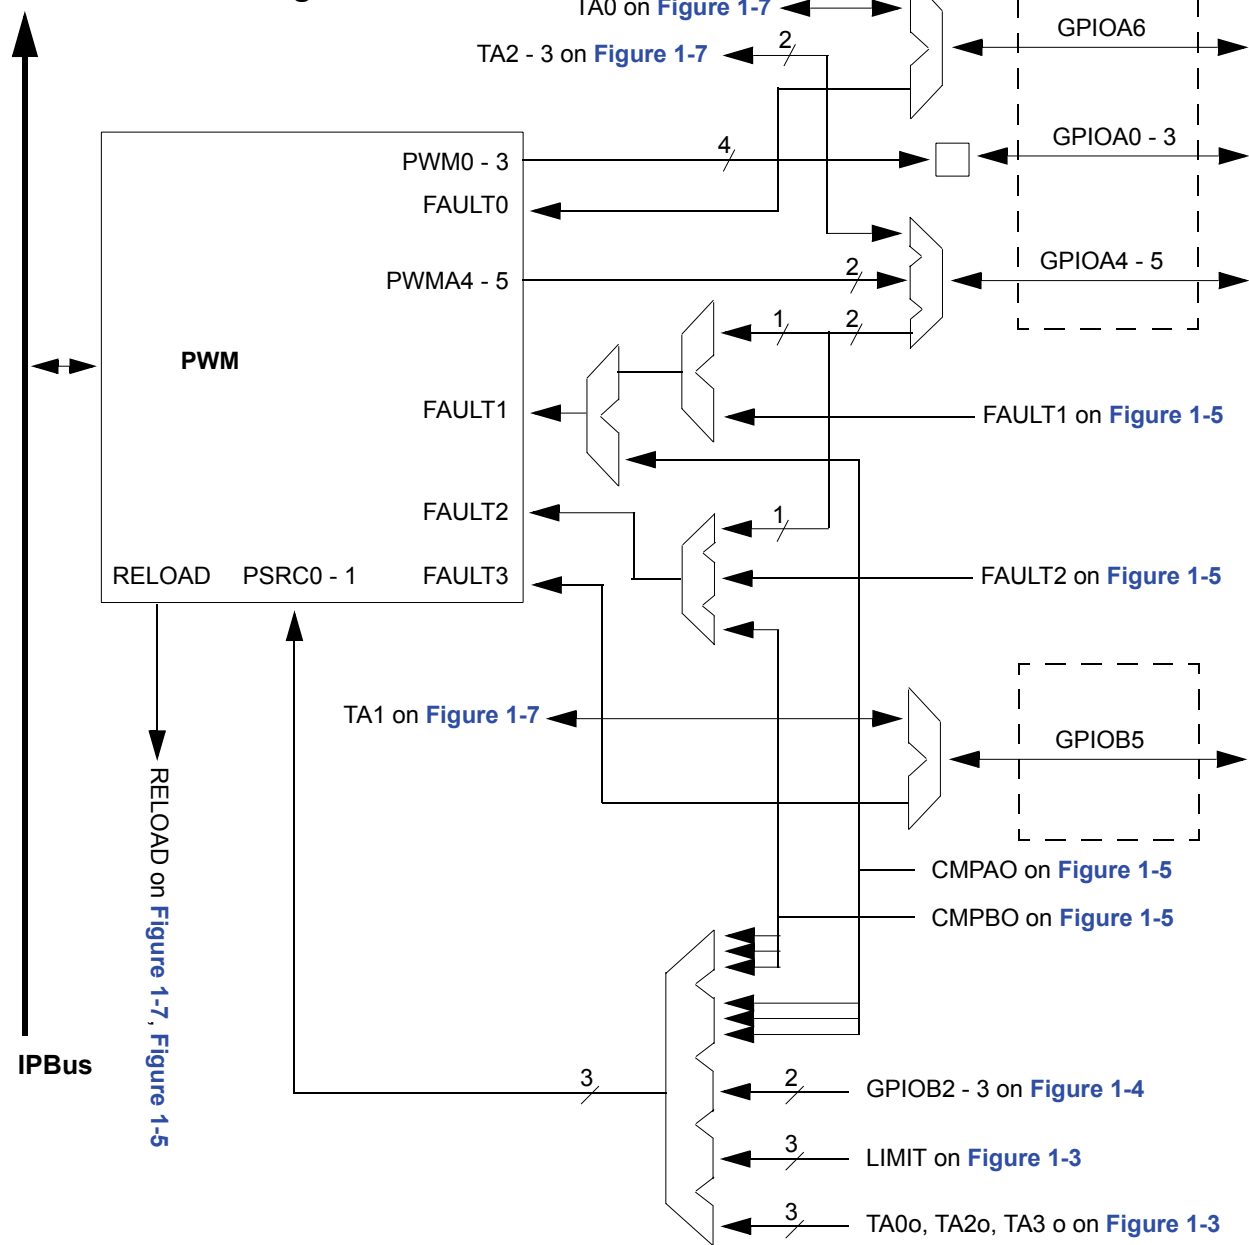 TA0 on Figure 1-7
GPIOA6
2
TA2 - 3 on Figure 1-7
GPIOA0 - 3
4
PWM0 - 3
FAULT0
GPIOA4 - 5
2
PWMA4 - 5
1
2
PWM
FAULT1
FAULT1 on Figure 1-5
FAULT2
1
RELOAD
PSRC0 - 1
FAULT3
FAULT2 on Figure 1-5
TA1 on Figure 1-7
GPIOB5
RELOAD on Figure 1-7, Figure 1-5
CMPAO on Figure 1-5
CMPBO on Figure 1-5
IPBus
3
2
GPIOB2 - 3 on Figure 1-4
3
LIMIT on Figure 1-3
3
TA0o, TA2o, TA3 o on Figure 1-3